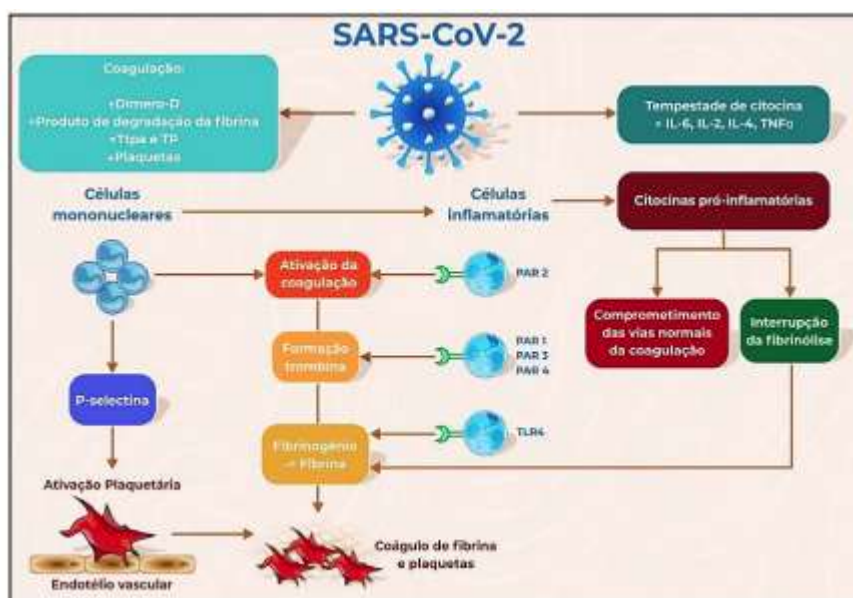 SARS-CoV-2
Coagulação:
+Dímero-D
+Produto de degradação da fibrina
+Ttpa e TP
+Plaquetas
Tempestade de citocina
+ IL-6, IL-2, IL-4, TNFα
Células
mononucleares
Células
inflamatórias
Citocinas pró-inflamatórias
Ativação da
coagulação
PAR 2
Comprometimento
das vias normais
da coagulação
Interrupção
da fibrinólise
Formação
trombina
PAR 1
PAR 3
PAR 4
P-selectina
TLR4
Fibrinogênio
→ Fibrina
Ativação Plaquetária
Coágulo de fibrina
e plaquetas
Endotélio vascular